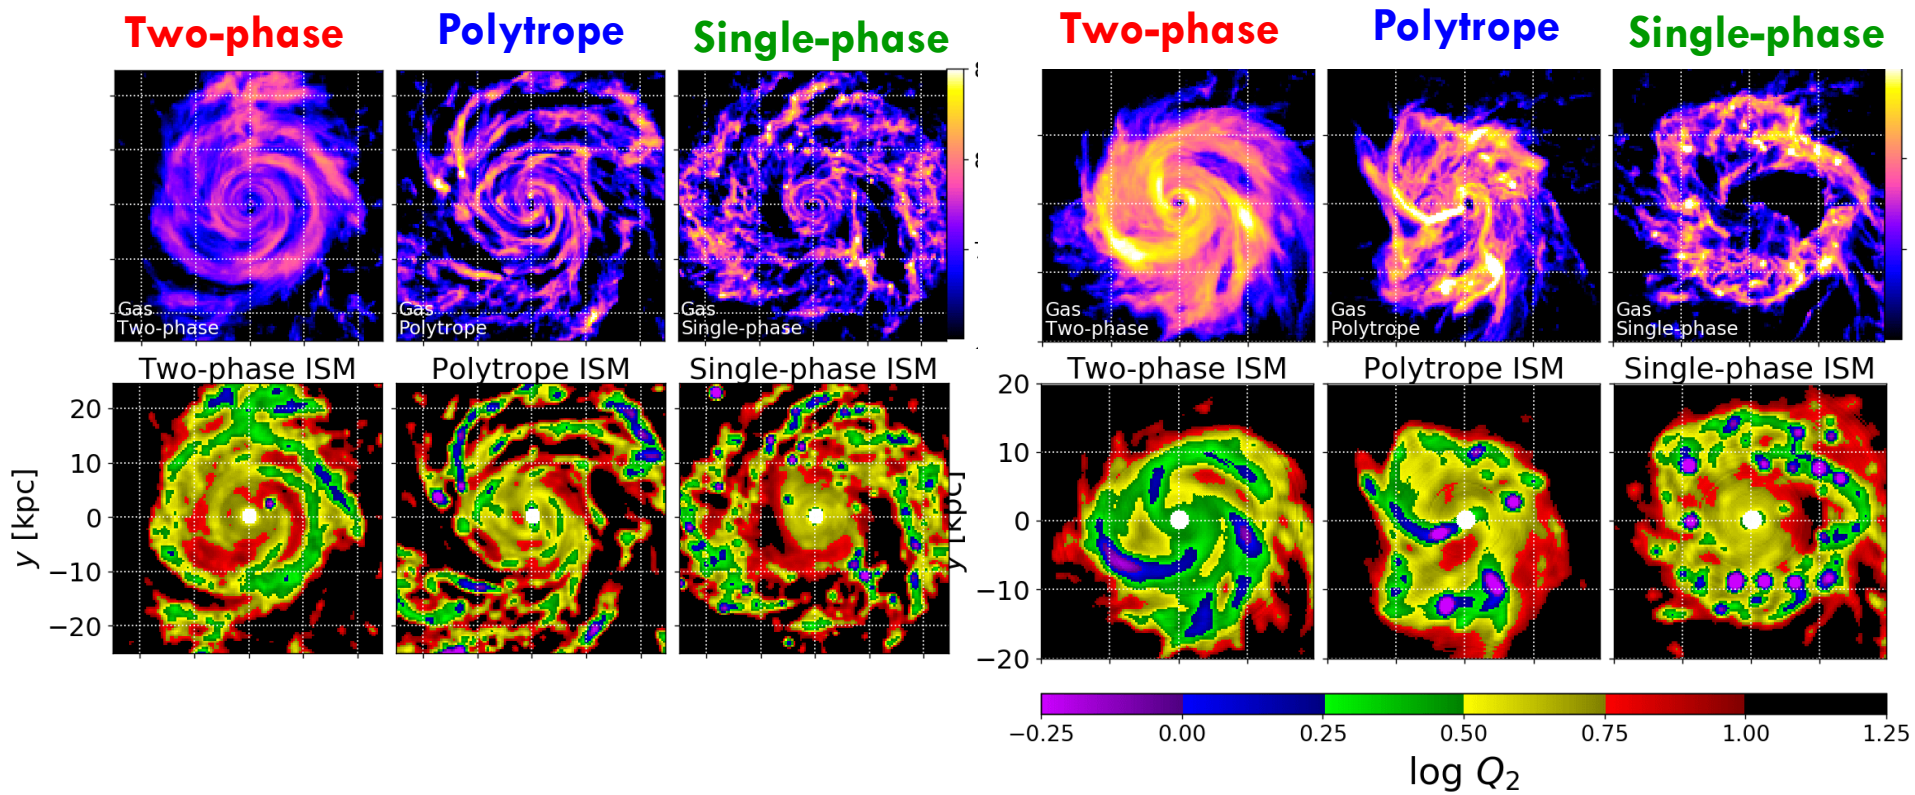 Two-phase Polytrope Single-phase Two-phase Polytrope Single-phase
Gas
Two-phase
Gas
Polytrope
Gas
Single-phase
Gas
Two-phase
Gas
Polytrope
Gas
Single-phase
Two-phase ISM Polytrope ISM Single-phase ISM Two-phase ISM Polytrope ISM Single-phase ISM
20
10
0
−10
−20
y [kpc]
20
10
0
−10
−20
y [kpc]
−0.25 0.00 0.25 0.50 0.75 1.00 1.25
log Q₂